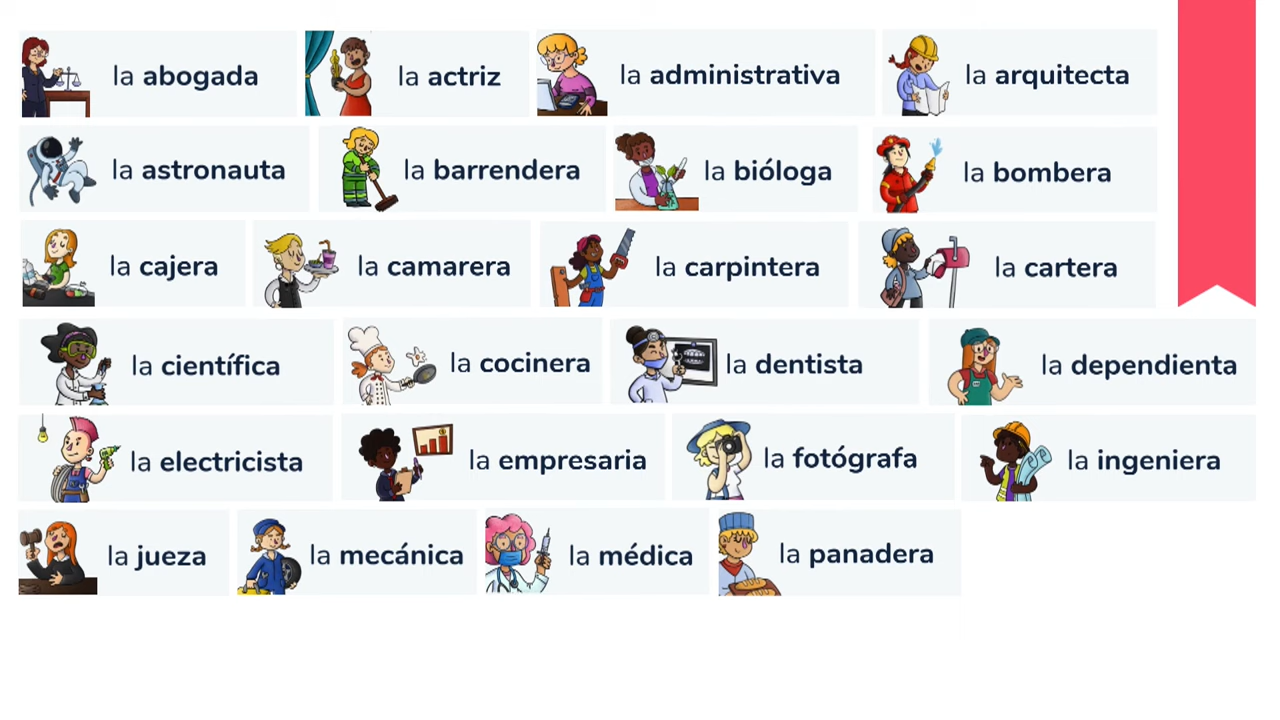 la abogada
la actriz
la administrativa
la arquitecta
la astronauta
la barrendera
la bióloga
la bombera
la cajera
la camarera
la carpintera
la cartera
la científica
la cocinera
la dentista
la dependienta
la electricista
la empresaria
la fotógrafa
la ingeniera
la jueza
la mecánica
la médica
la panadera